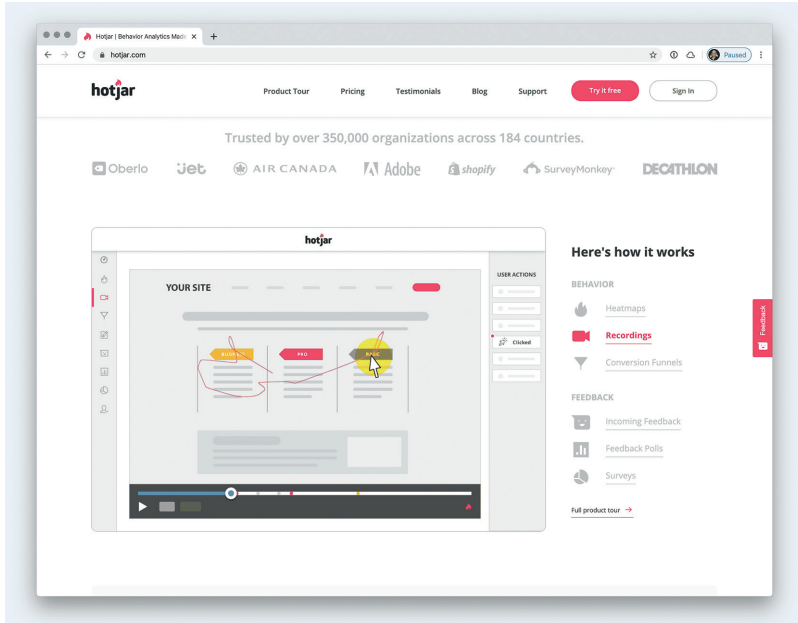 Hotjar | Behavior Analytics Made
hotjar.com
Paused
hotjar
Product Tour
Pricing
Testimonials
Blog
Support
Try it free
Sign In
Trusted by over 350,000 organizations across 184 countries.
Oberlo
jet
AIR CANADA
Adobe
shopify
SurveyMonkey
DECATHLON
hotjar
YOUR SITE
USER ACTIONS
Clicked
PRO
Here's how it works
BEHAVIOR
Heatmaps
Recordings
Conversion Funnels
FEEDBACK
Incoming Feedback
Feedback Polls
Surveys
Full product tour →
Feedback